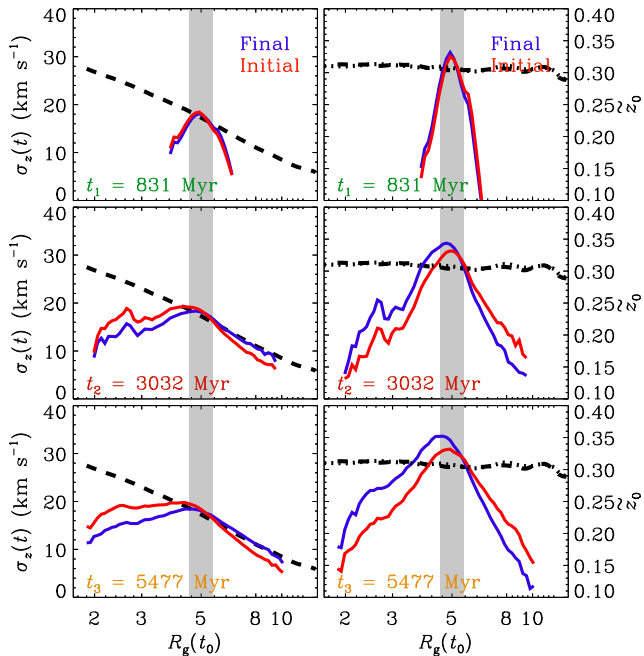 40
30
20
10
0
σz(t) (km s⁻¹)
Final
Initial
t₁ = 831 Myr
Final
Initial
t₁ = 831 Myr
0.40
0.35
0.30
0.25
0.20
0.15
0.10
z̃₀
40
30
20
10
0
σz(t) (km s⁻¹)
t₂ = 3032 Myr
t₂ = 3032 Myr
0.40
0.35
0.30
0.25
0.20
0.15
0.10
z̃₀
40
30
20
10
0
σz(t) (km s⁻¹)
t₃ = 5477 Myr
t₃ = 5477 Myr
0.40
0.35
0.30
0.25
0.20
0.15
0.10
z̃₀
2 3 5 8 10
2 3 5 8 10
Rg(t₀)
Rg(t₀)